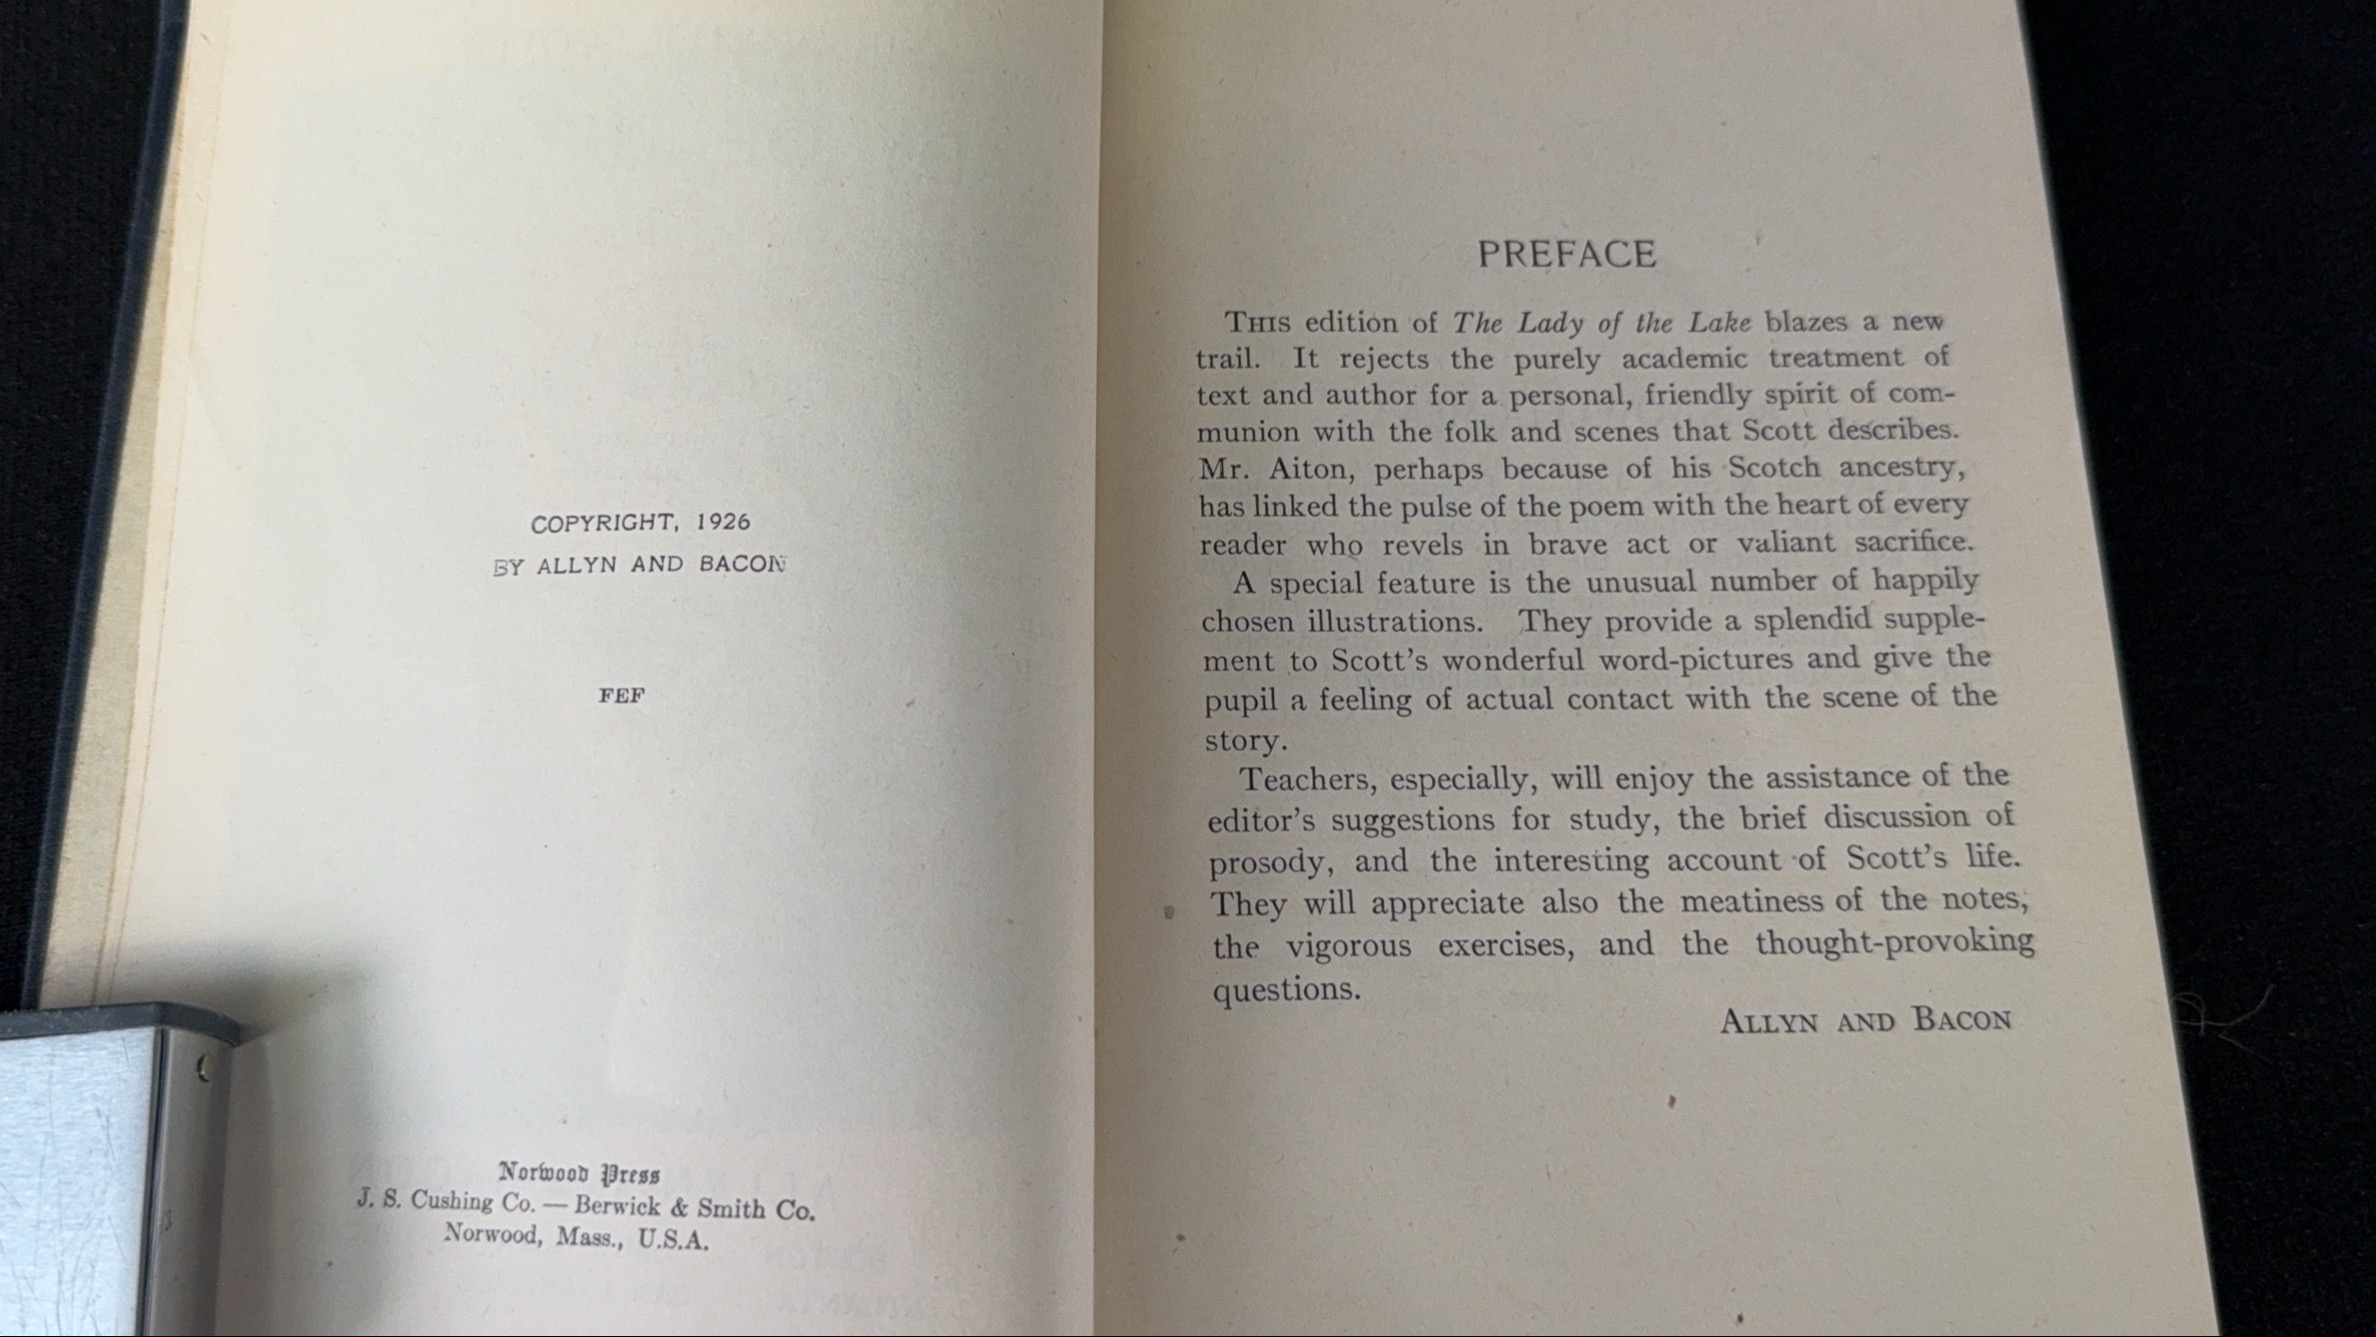 COPYRIGHT, 1926
BY ALLYN AND BACON
FEF
Norwood Press
J. S. Cushing Co. — Berwick & Smith Co.
Norwood, Mass., U.S.A.
PREFACE
THIS edition of The Lady of the Lake blazes a new
trail. It rejects the purely academic treatment of
text and author for a personal, friendly spirit of com-
munion with the folk and scenes that Scott describes.
Mr. Aiton, perhaps because of his Scotch ancestry,
has linked the pulse of the poem with the heart of every
reader who revels in brave act or valiant sacrifice.
A special feature is the unusual number of happily
chosen illustrations. They provide a splendid supple-
ment to Scott's wonderful word-pictures and give the
pupil a feeling of actual contact with the scene of the
story.
Teachers, especially, will enjoy the assistance of the
editor's suggestions for study, the brief discussion of
prosody, and the interesting account of Scott's life.
They will appreciate also the meatiness of the notes,
the vigorous exercises, and the thought-provoking
questions.
ALLYN AND BACON